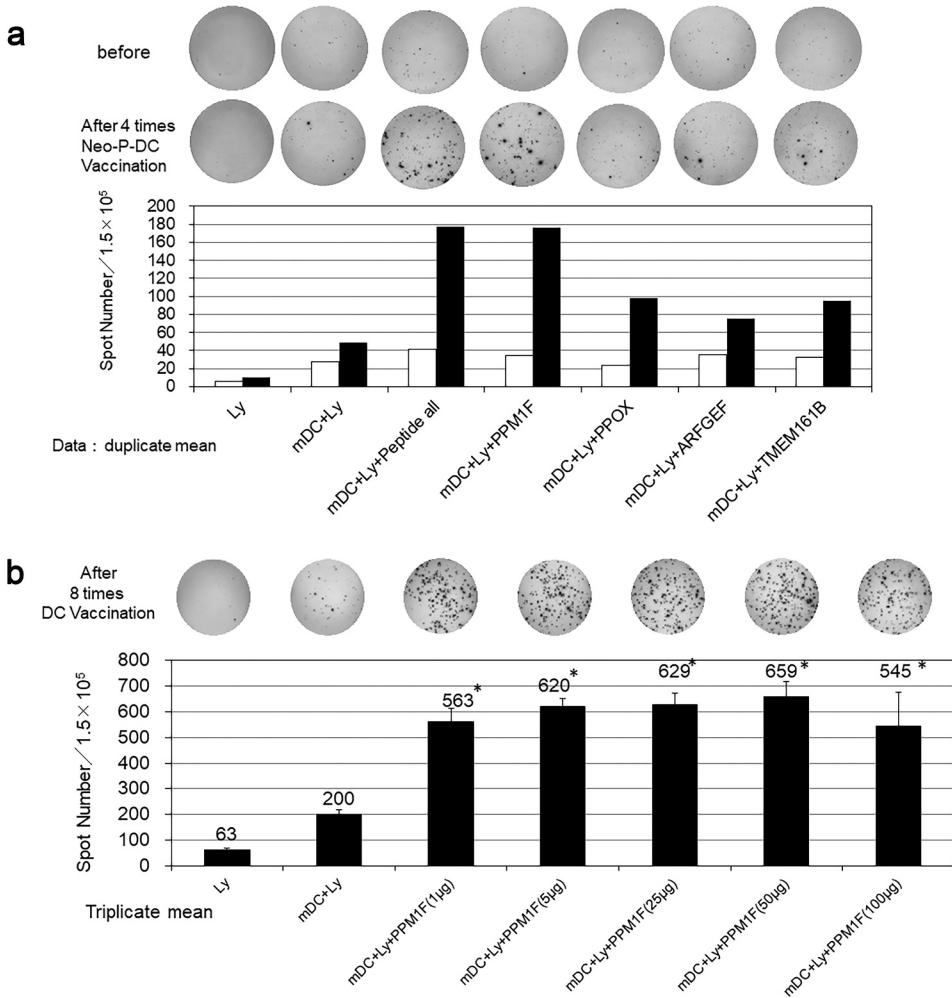 a
before
After 4 times
Neo-P-DC
Vaccination
Spot Number／1.5×10⁵
200
180
160
140
120
100
80
60
40
20
0
Ly
mDC+Ly
mDC+Ly+Peptide all
mDC+Ly+PPM1F
mDC+Ly+PPOX
mDC+Ly+ARFGEF
mDC+Ly+TMEM161B
Data : duplicate mean
b
After
8 times
DC Vaccination
Spot Number／1.5×10⁵
800
700
600
500
400
300
200
100
0
63
200
563*
620*
629*
659*
545*
Ly
mDC+Ly
mDC+Ly+PPM1F(1μg)
mDC+Ly+PPM1F(5μg)
mDC+Ly+PPM1F(25μg)
mDC+Ly+PPM1F(50μg)
mDC+Ly+PPM1F(100μg)
Triplicate mean